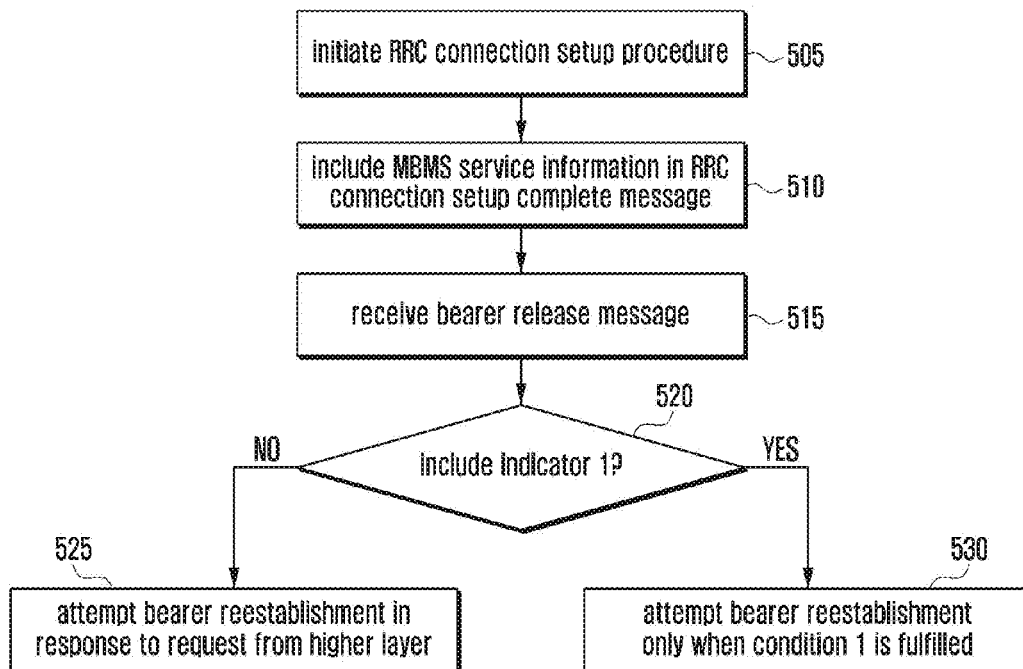 initiate RRC connection setup procedure
505
include MBMS service information in RRC
connection setup complete message
510
receive bearer release message
515
520
NO
include indicator 1?
YES
525
530
attempt bearer reestablishment in
response to request from higher layer
attempt bearer reestablishment
only when condition 1 is fulfilled